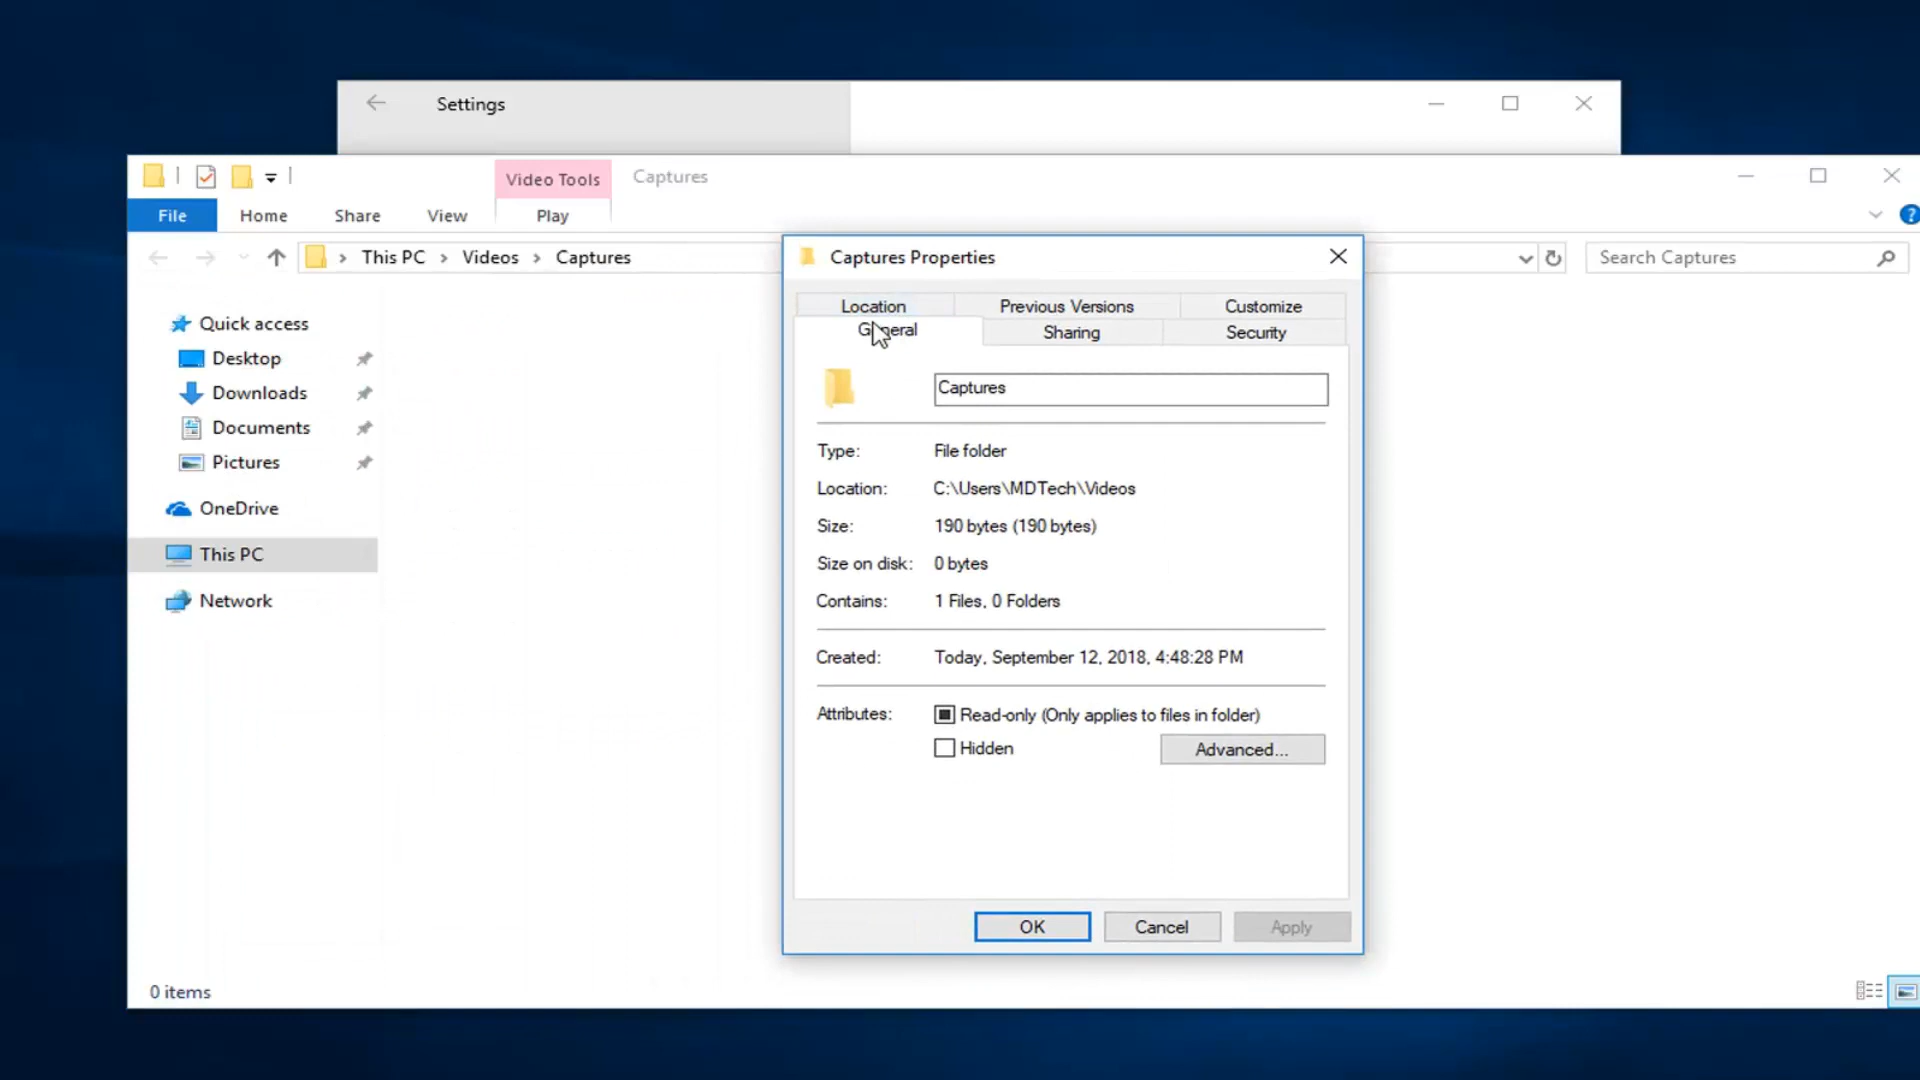 Settings
Video Tools
Captures
File
Home
Share
View
Play
This PC
Videos
Captures
Search Captures
Quick access
Desktop
Downloads
Documents
Pictures
OneDrive
This PC
Network
0 items
Captures Properties
Location
Previous Versions
Customize
General
Sharing
Security
Captures
Type: File folder
Location: C:\Users\MDTech\Videos
Size: 190 bytes (190 bytes)
Size on disk: 0 bytes
Contains: 1 Files, 0 Folders
Created: Today, September 12, 2018, 4:48:28 PM
Attributes: Read-only (Only applies to files in folder)
Hidden
Advanced...
OK
Cancel
Apply